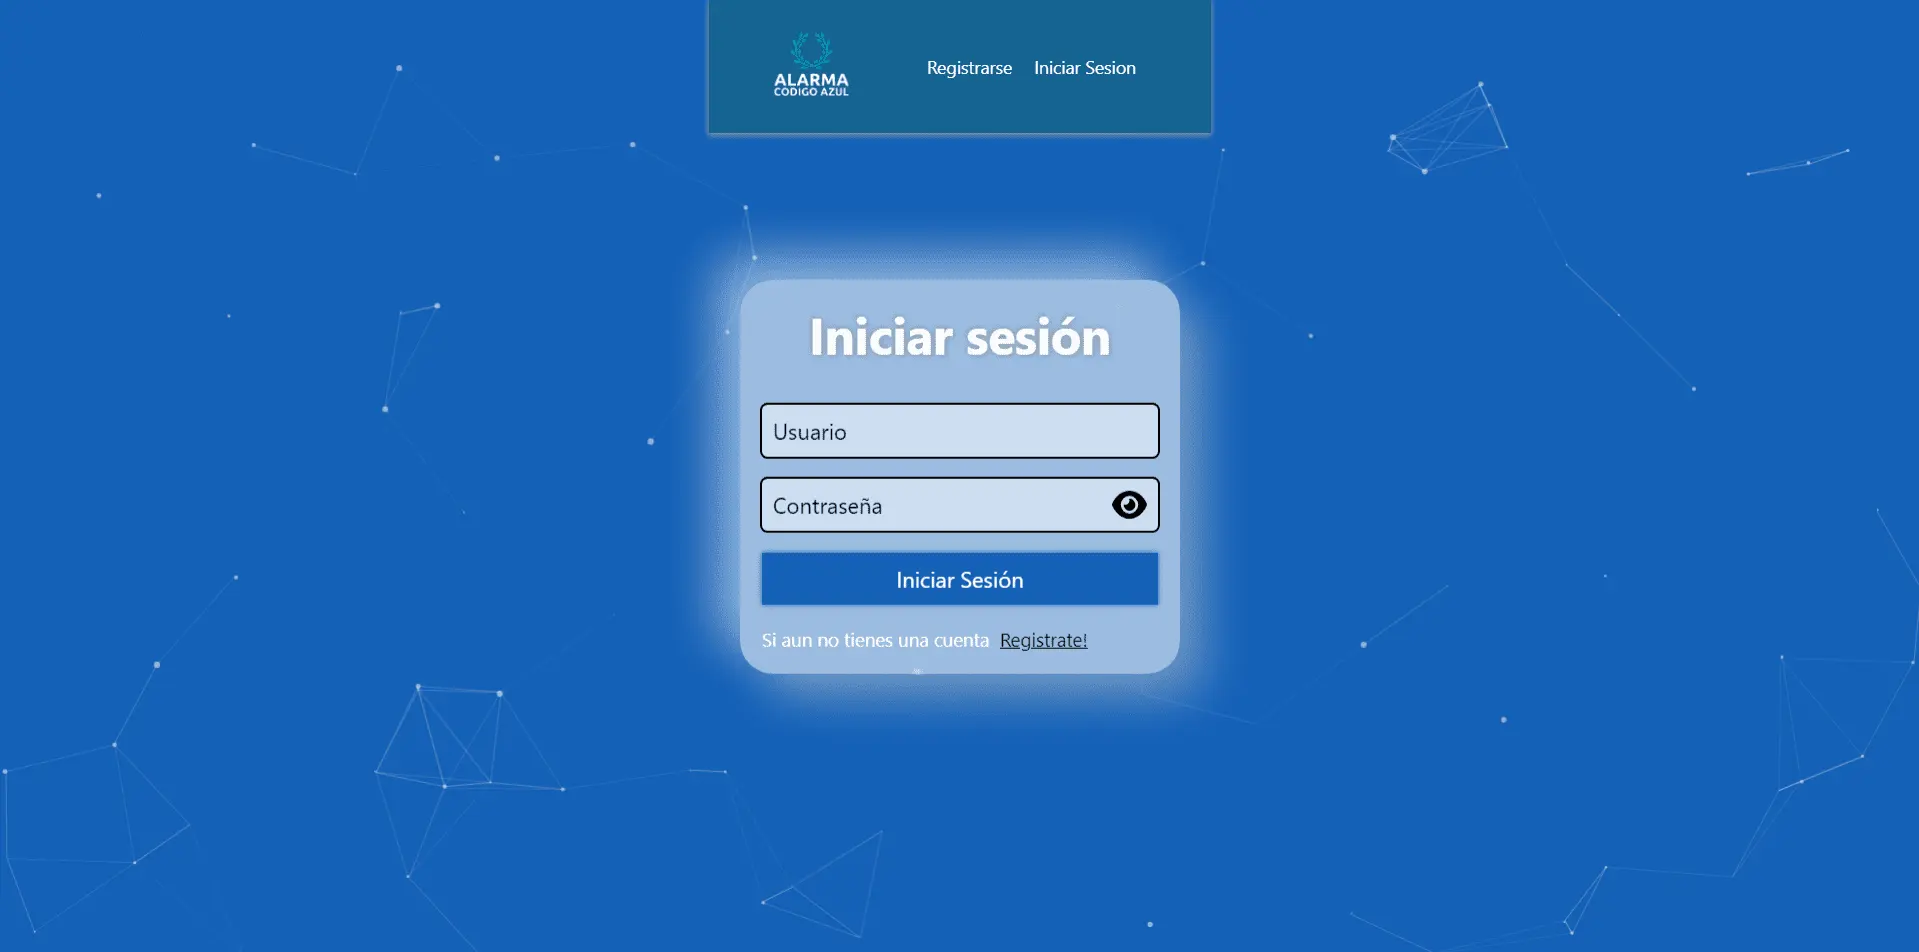 ALARMA
CODIGO AZUL
Registrarse
Iniciar Sesion
Iniciar sesión
Usuario
Contraseña
Iniciar Sesión
Si aun no tienes una cuenta Registrate!